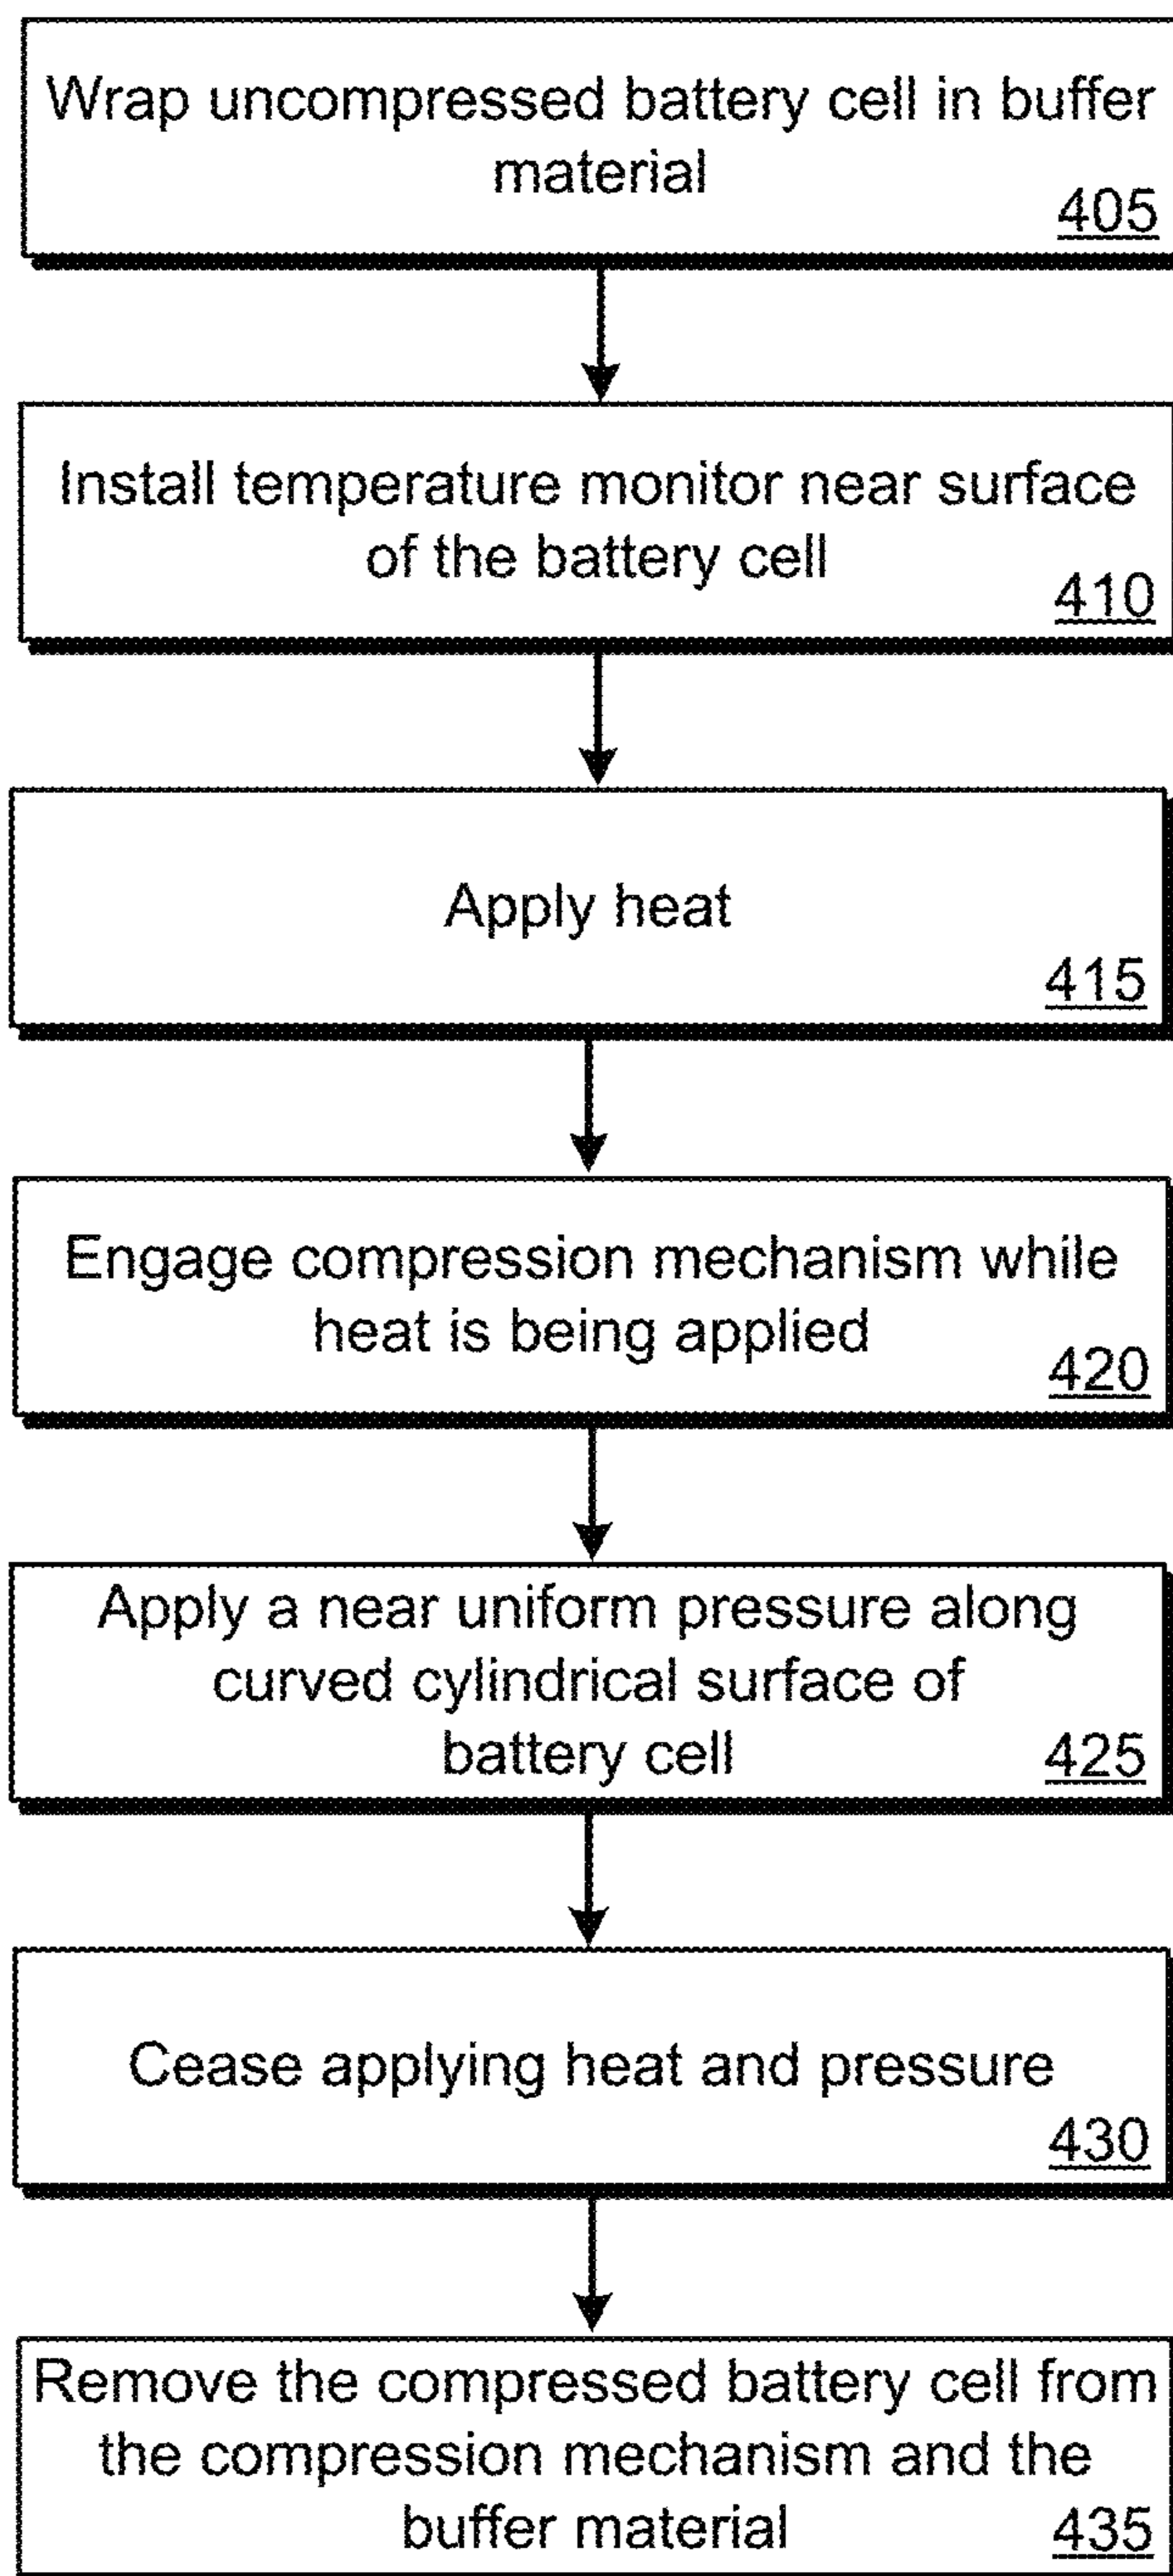 Wrap uncompressed battery cell in buffer
material
405
Install temperature monitor near surface
of the battery cell
410
Apply heat
415
Engage compression mechanism while
heat is being applied
420
Apply a near uniform pressure along
curved cylindrical surface of
battery cell
425
Cease applying heat and pressure
430
Remove the compressed battery cell from
the compression mechanism and the
buffer material
435